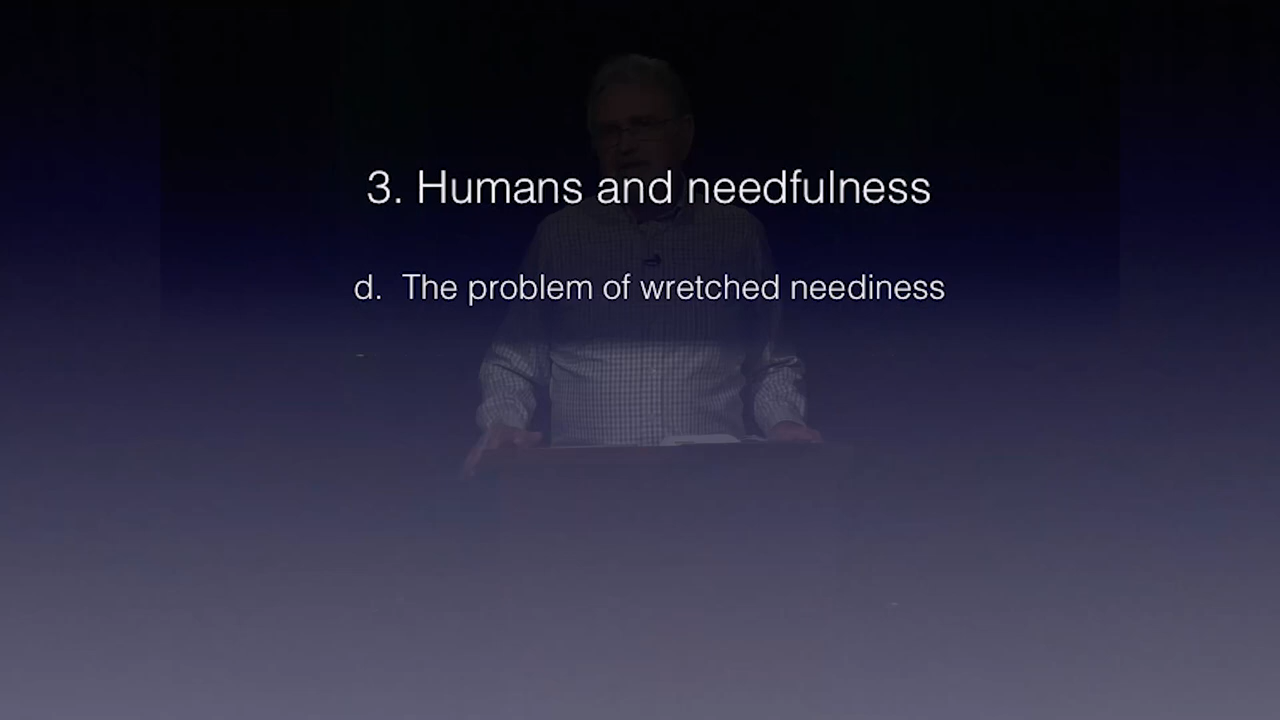 3. Humans and needfulness
d. The problem of wretched neediness